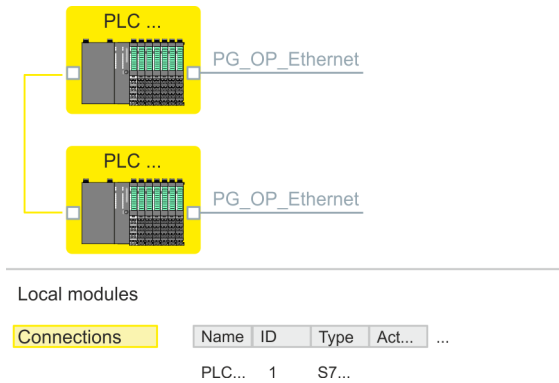 PLC ...
PG_OP_Ethernet
PLC ...
PG_OP_Ethernet
Local modules
Connections Name ID Type Act... ...
PLC... 1 S7...